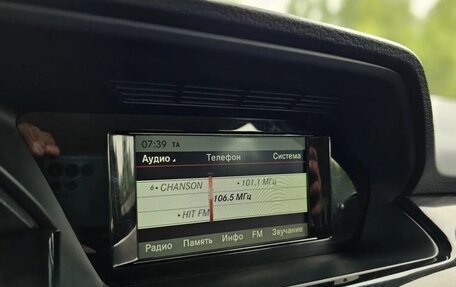 07:39 TA
Аудио Телефон Система
6• CHANSON • 101.1 МГц
106.5 МГц
• HIT FM
Радио Память Инфо FM Звучание